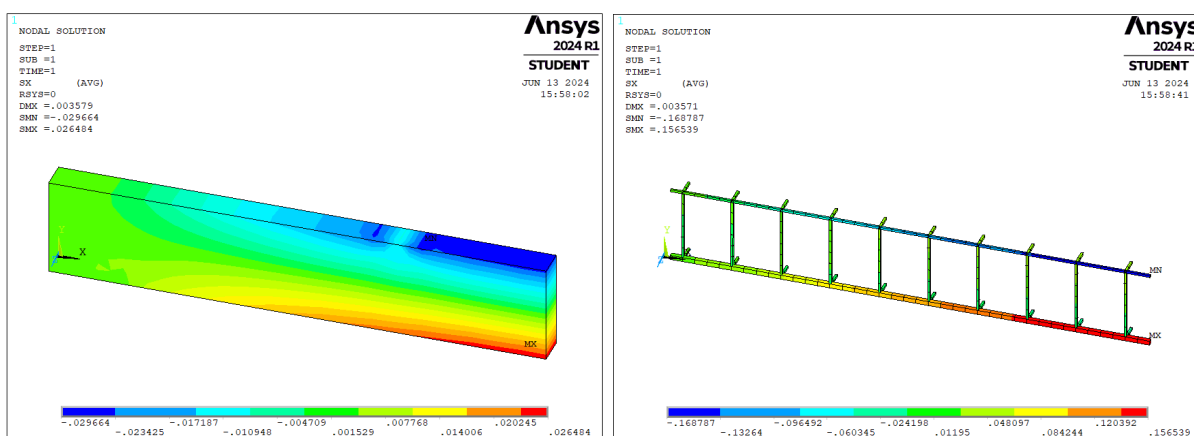 1
NODAL SOLUTION
STEP=1
SUB =1
TIME=1
SX (AVG)
RSYS=0
DMX =.003579
SMN =-.029664
SMX =.026484
Ansys
2024 R1
STUDENT
JUN 13 2024
15:58:02
Y
Z
X
MN
MX
-.029664 -.017187 -.004709 .007768 .020245
-.023425 -.010948 .001529 .014006 .026484
1
NODAL SOLUTION
STEP=1
SUB =1
TIME=1
SX (AVG)
RSYS=0
DMX =.003571
SMN =-.168787
SMX =.156539
Ansys
2024 R1
STUDENT
JUN 13 2024
15:58:41
Y
Z
X
MN
MX
-.168787 -.096492 -.024198 .048097 .120392
-.13264 -.060345 .01195 .084244 .156539